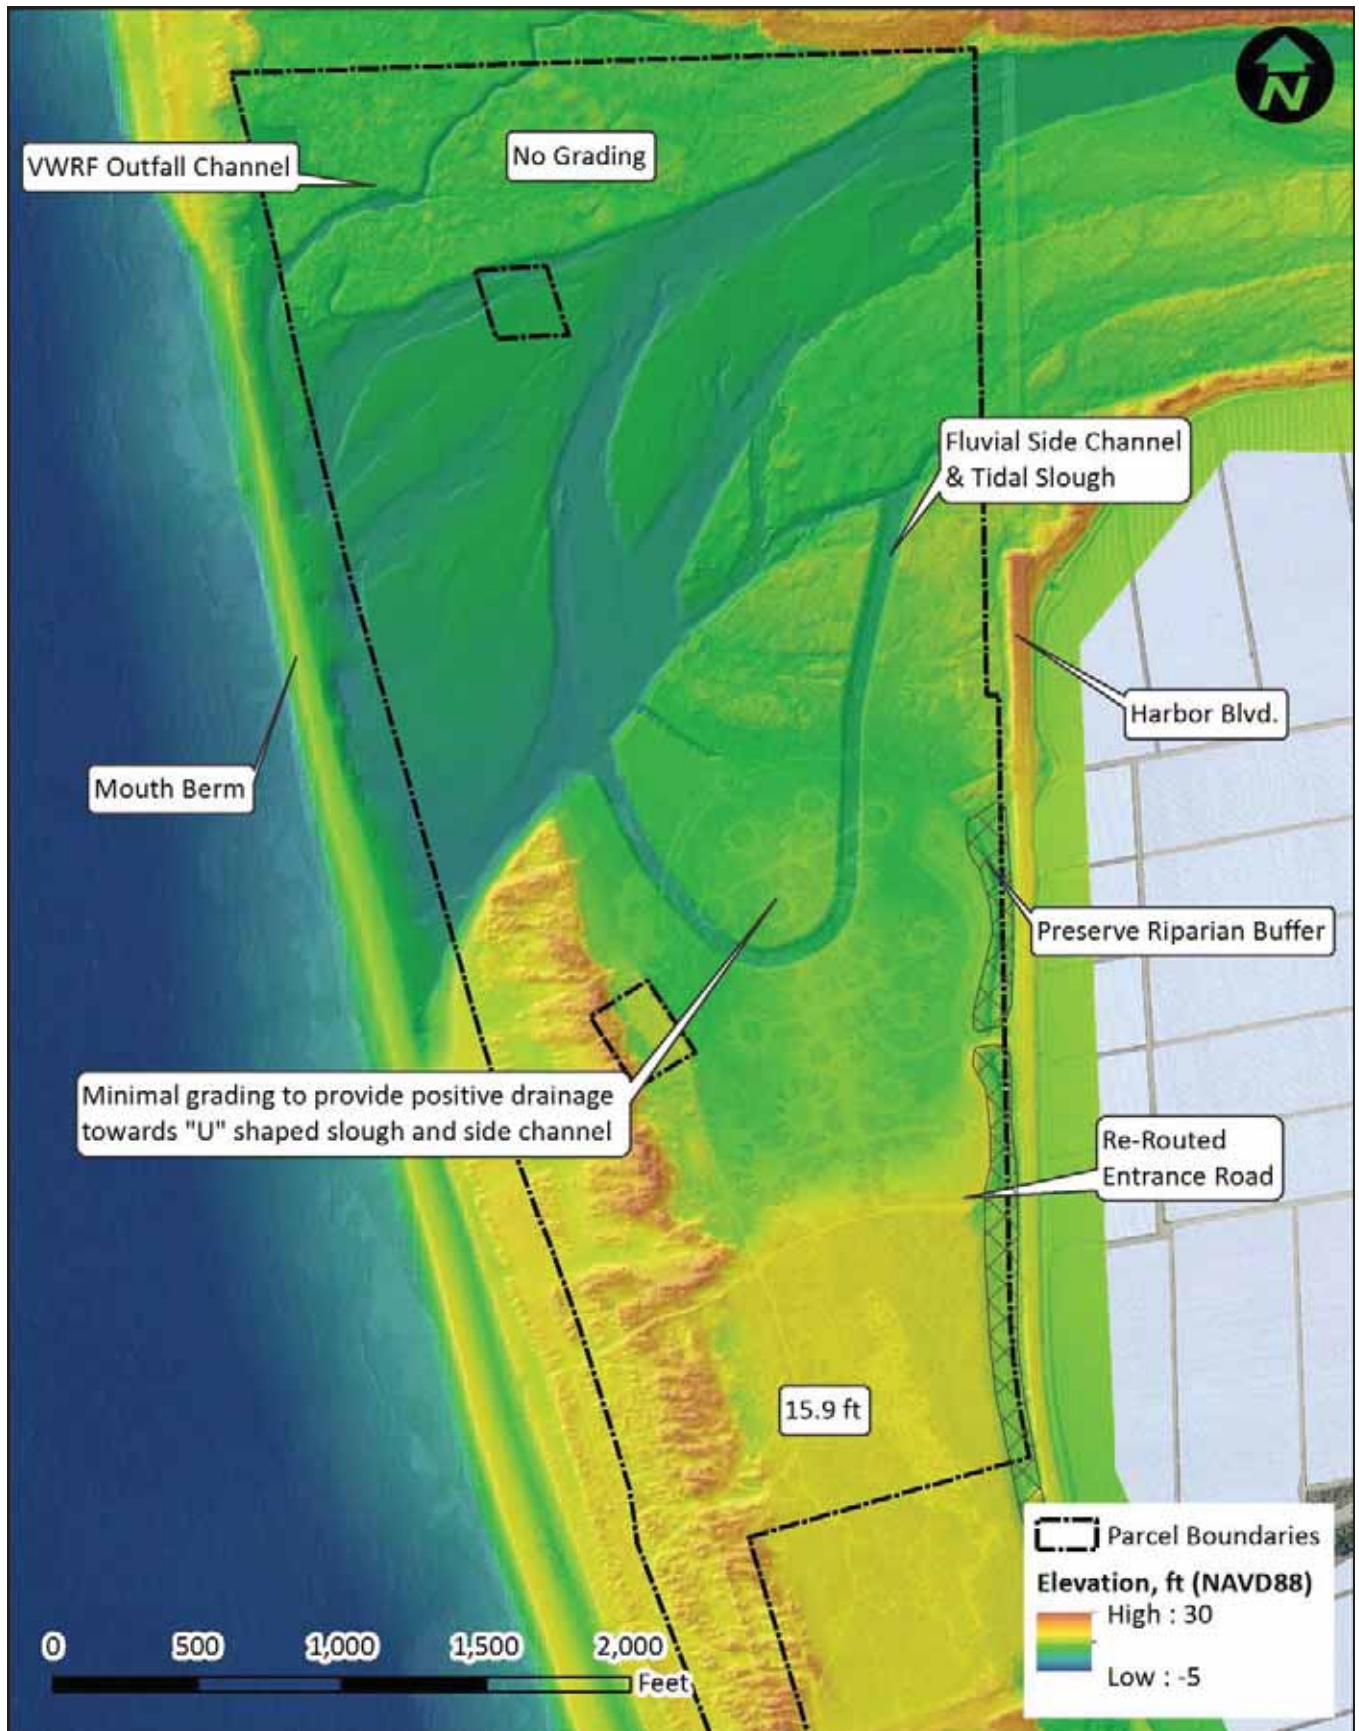 N
VWRF Outfall Channel
No Grading
Fluvial Side Channel
& Tidal Slough
Harbor Blvd.
Mouth Berm
Preserve Riparian Buffer
Minimal grading to provide positive drainage
towards "U" shaped slough and side channel
Re-Routed
Entrance Road
15.9 ft
Parcel Boundaries
Elevation, ft (NAVD88)
High : 30
Low : -5
0 500 1,000 1,500 2,000
Feet